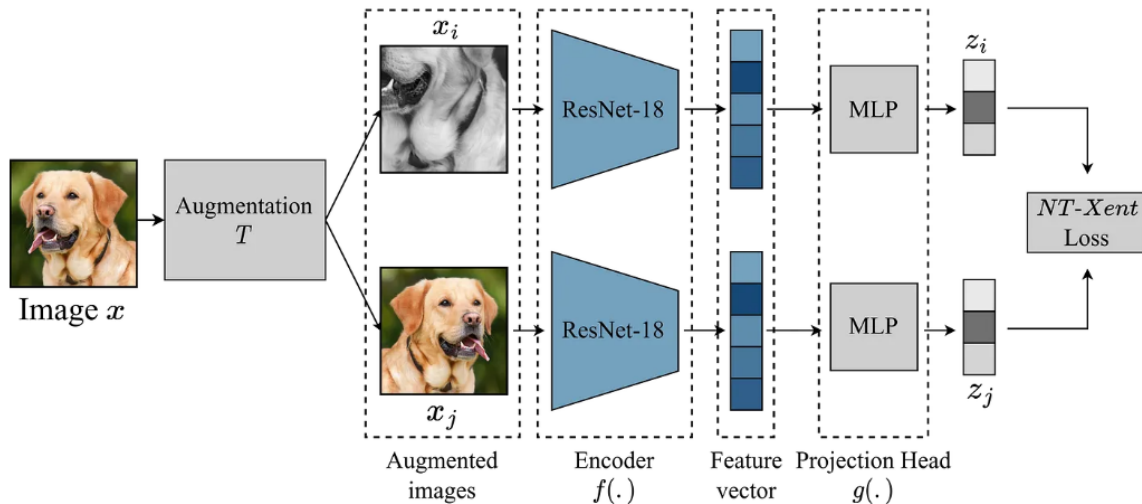 Image x
Augmentation
T
x_i
x_j
Augmented
images
ResNet-18
ResNet-18
Encoder
f(.)
Feature
vector
MLP
MLP
Projection Head
g(.)
z_i
z_j
NT-Xent
Loss